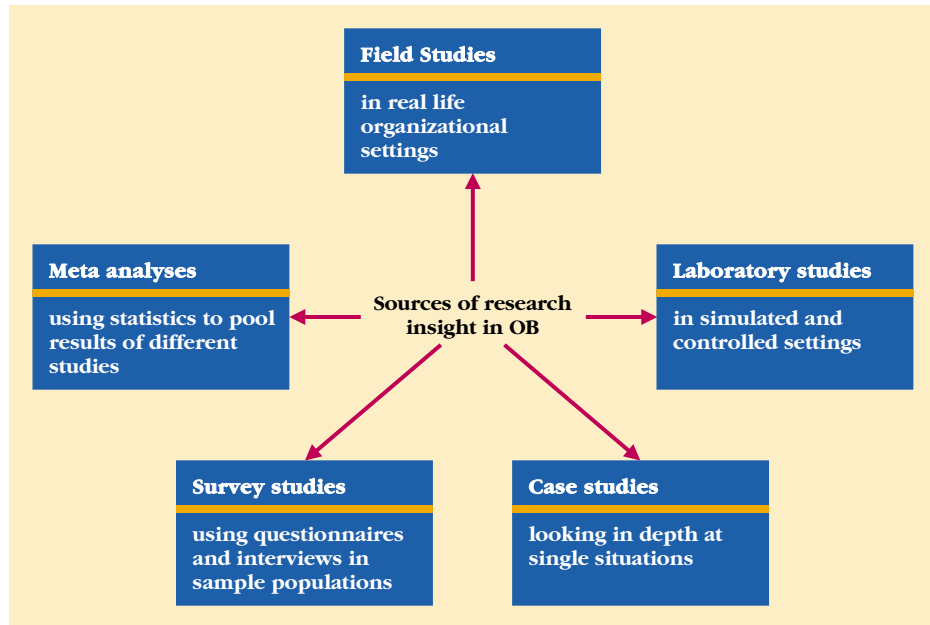 Field Studies
in real life
organizational
settings
Meta analyses
using statistics to pool
results of different
studies
Sources of research
insight in OB
Laboratory studies
in simulated and
controlled settings
Survey studies
using questionnaires
and interviews in
sample populations
Case studies
looking in depth at
single situations